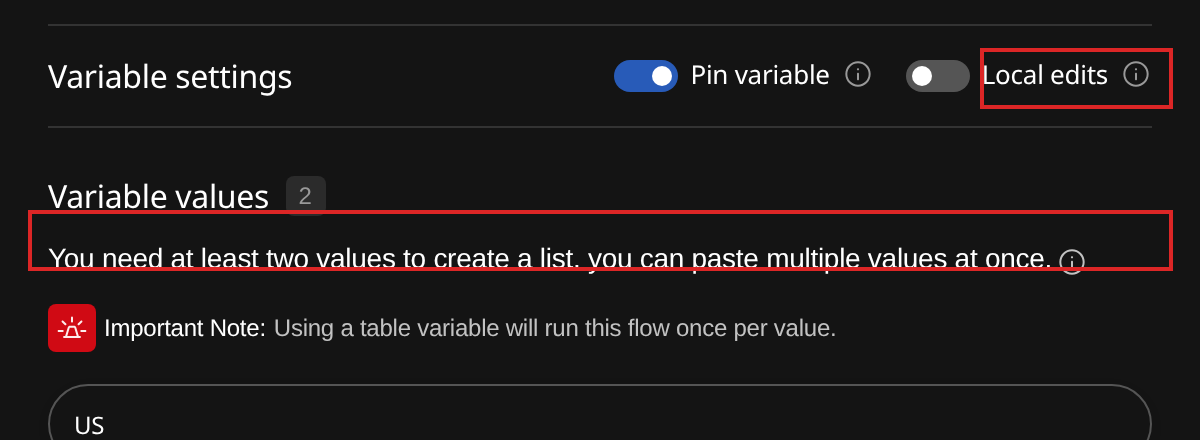 Variable settings Pin variable Local edits
Variable values 2
You need at least two values to create a list, you can paste multiple values at once.
Important Note: Using a table variable will run this flow once per value.
US